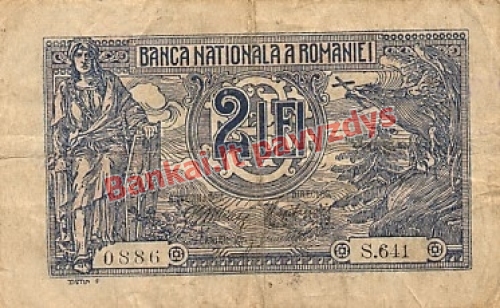 BANCA NATIONALA A ROMANIEI
2 LEI
Bankai.lt pavyzdys
0886
S.641